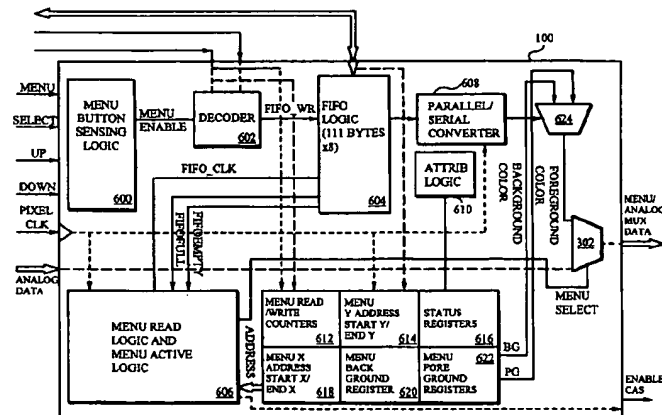 100
MENU
SELECT
UP
DOWN
PIXEL
CLK
ANALOG
DATA
MENU
BUTTON
SENSING
LOGIC
600
MENU
ENABLE
DECODER
602
FIFO_WR
FIFO
LOGIC
(111 BYTES
x8)
604
608
PARALLEL/
SERIAL
CONVERTER
ATTRIB
LOGIC
610
624
BACKGROUND
COLOR
FOREGROUND
COLOR
302
MENU/
ANALOG
MUX
DATA
MENU
SELECT
FIFO_CLK
FIFOFULL
FIFOEMPTY
MENU READ
LOGIC AND
MENU ACTIVE
LOGIC
606
ADDRESS
MENU READ
/WRITE
COUNTERS
612
MENU
Y ADDRESS
START Y/
END Y
614
STATUS
REGISTERS
616
MENU X
ADDRESS
START X/
END X
618
MENU
BACK
GROUND
REGISTER
620
622
MENU
PORE
GROUND
REGISTERS
BG
PG
ENABLE
CAS